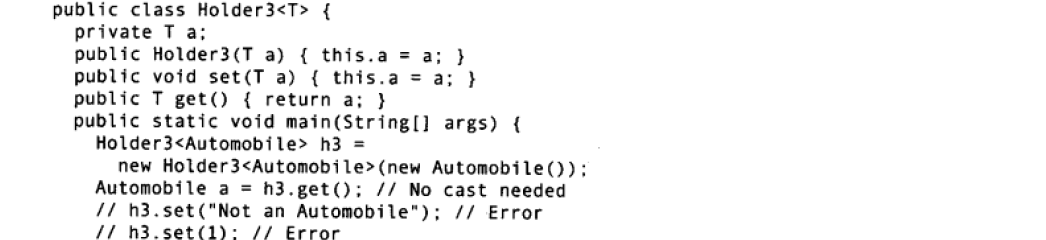 public class Holder3<T> {
private T a;
public Holder3(T a) { this.a = a; }
public void set(T a) { this.a = a; }
public T get() { return a; }
public static void main(String[] args) {
Holder3<Automobile> h3 =
new Holder3<Automobile>(new Automobile());
Automobile a = h3.get(); // No cast needed
// h3.set("Not an Automobile"); // Error
// h3.set(1); // Error